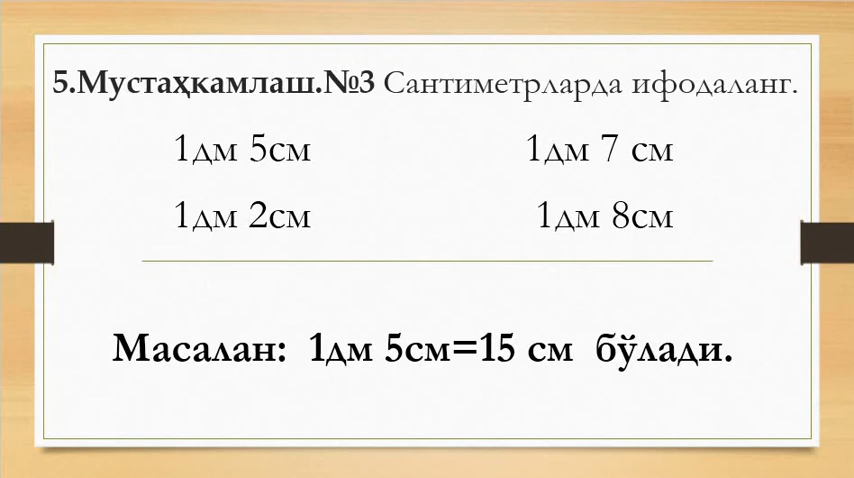 5.Мустаҳкамлаш.№3 Сантиметрларда ифодаланг.
1дм 5см 1дм 7 см
1дм 2см 1дм 8см
Масалан: 1дм 5см=15 см бўлади.